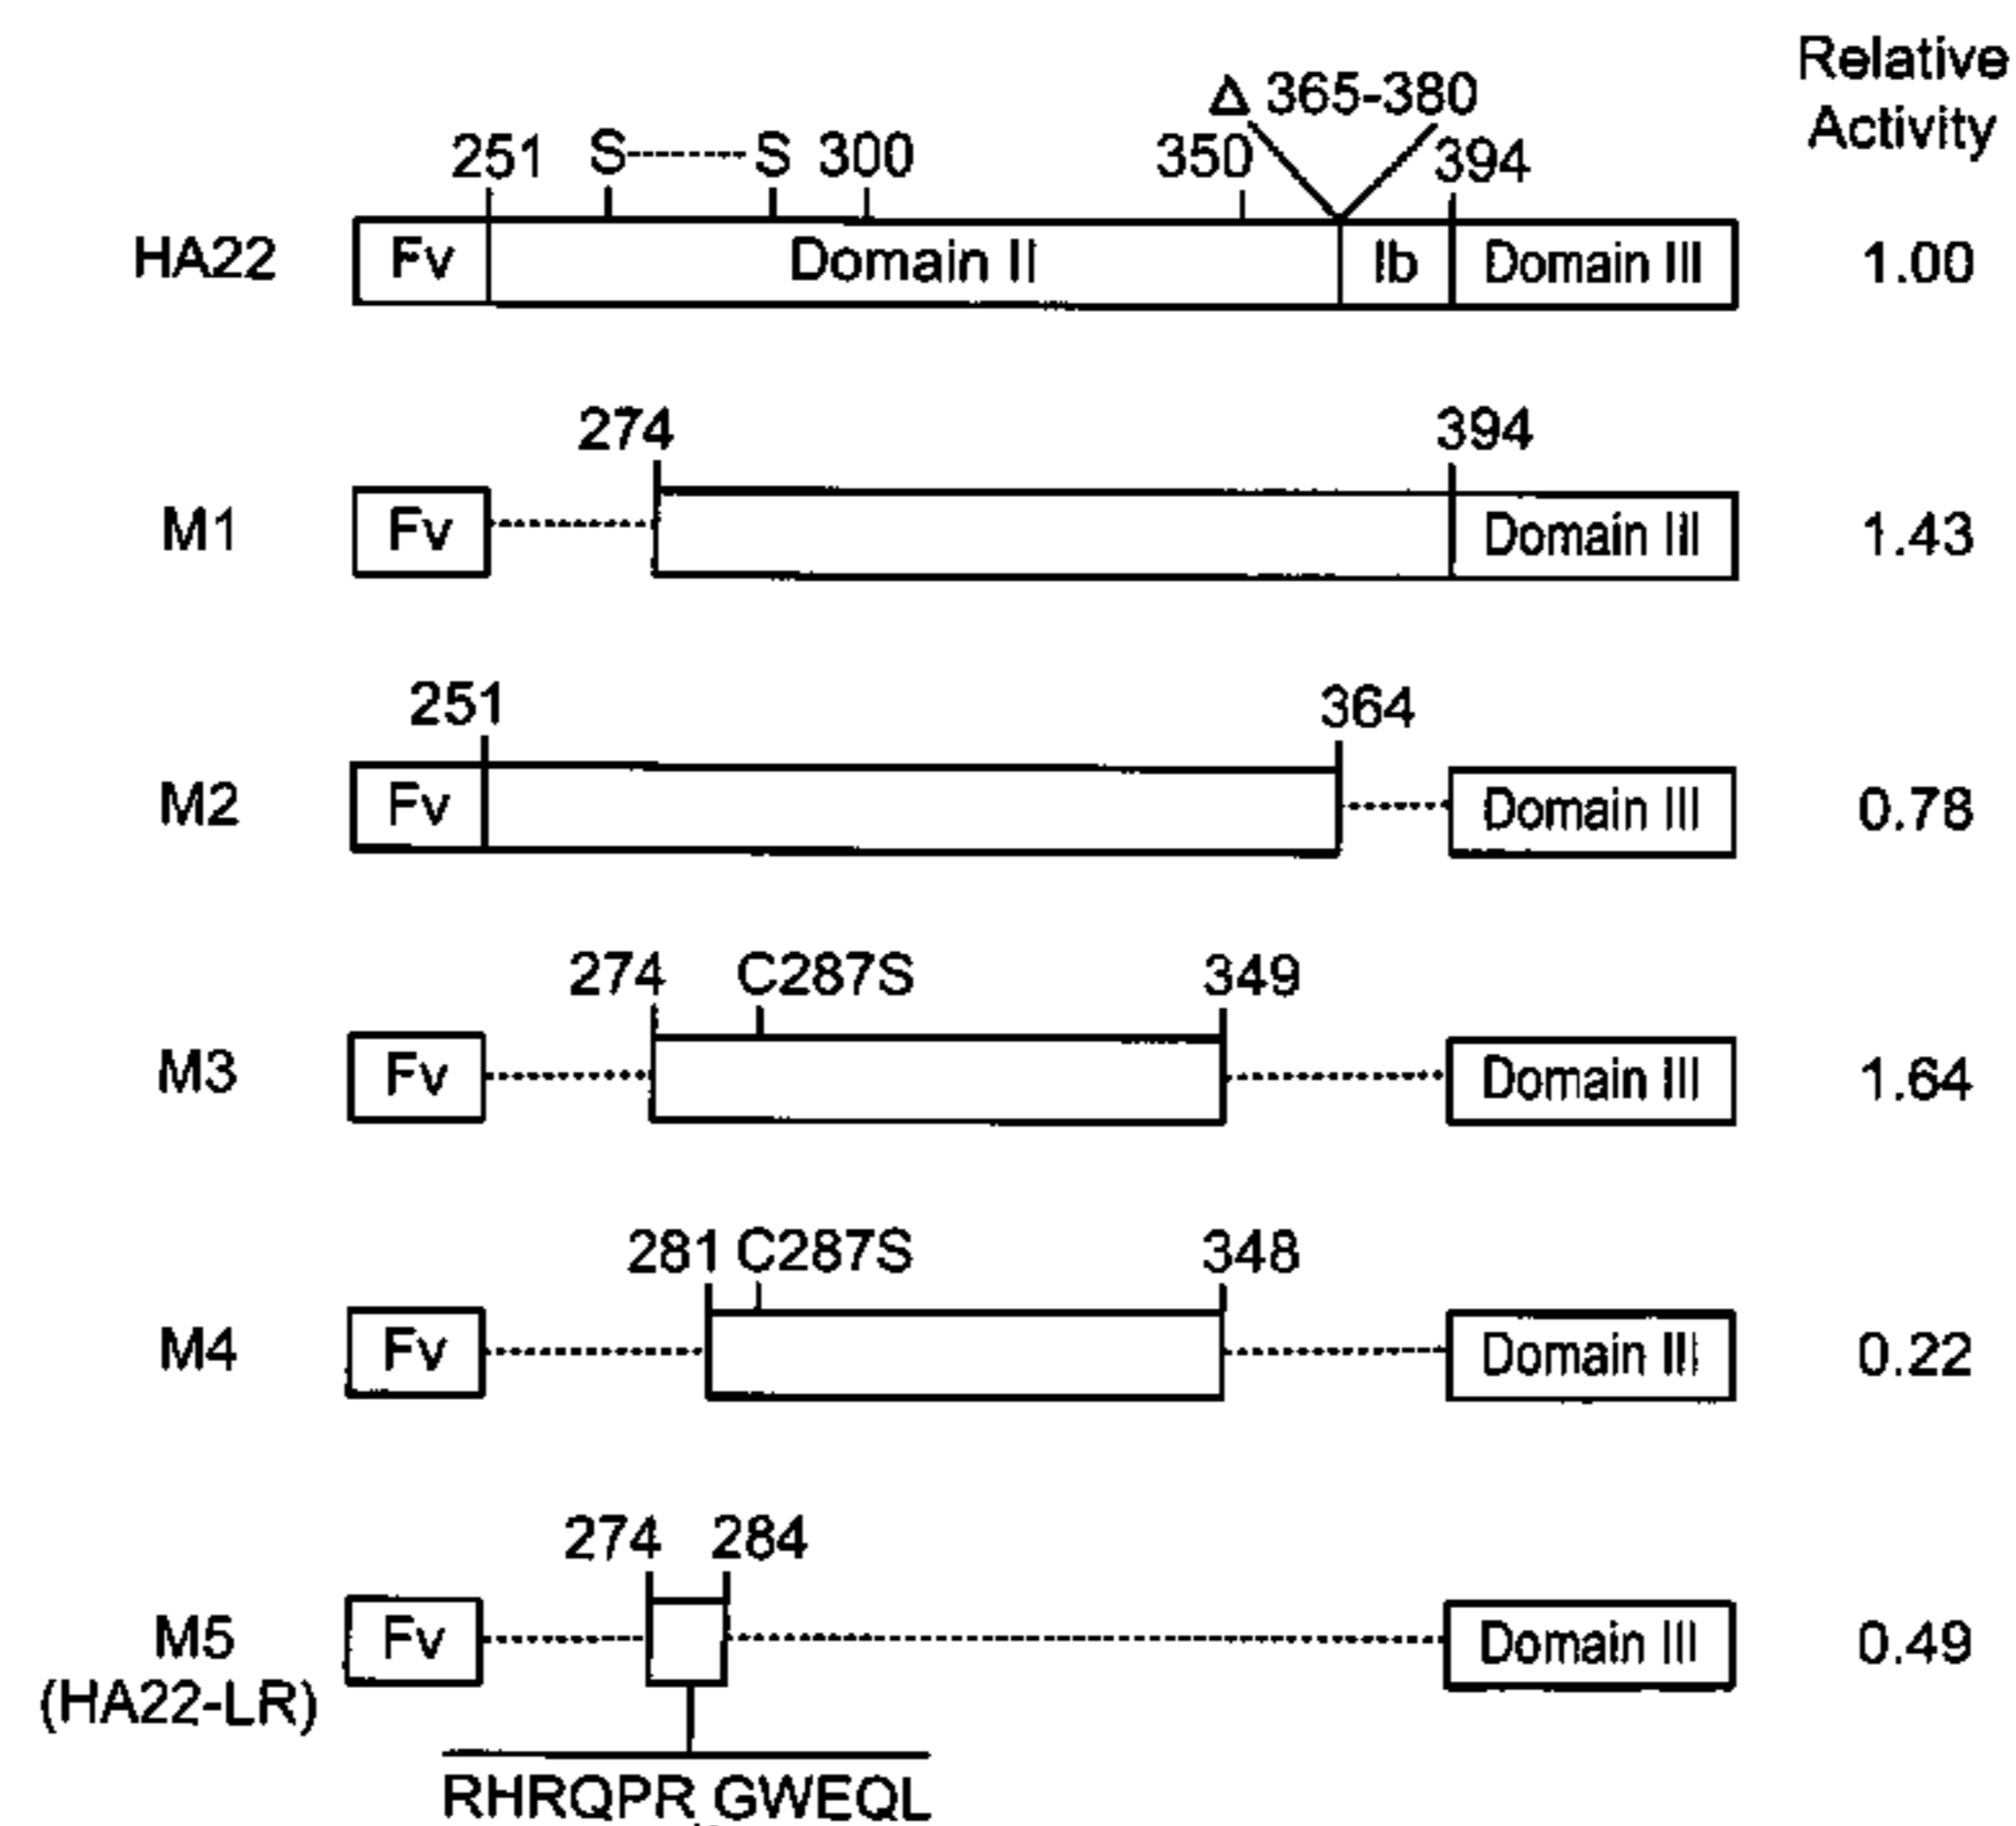 Relative
Activity
Δ 365-380
251 S S 300 350 394
HA22 Fv Domain II Ib Domain III 1.00
274 394
M1 Fv Domain III 1.43
251 364
M2 Fv Domain III 0.78
274 C287S 349
M3 Fv Domain III 1.64
281 C287S 348
M4 Fv Domain III 0.22
274 284
M5 Fv Domain III 0.49
(HA22-LR)
RHRQPR GWEQL